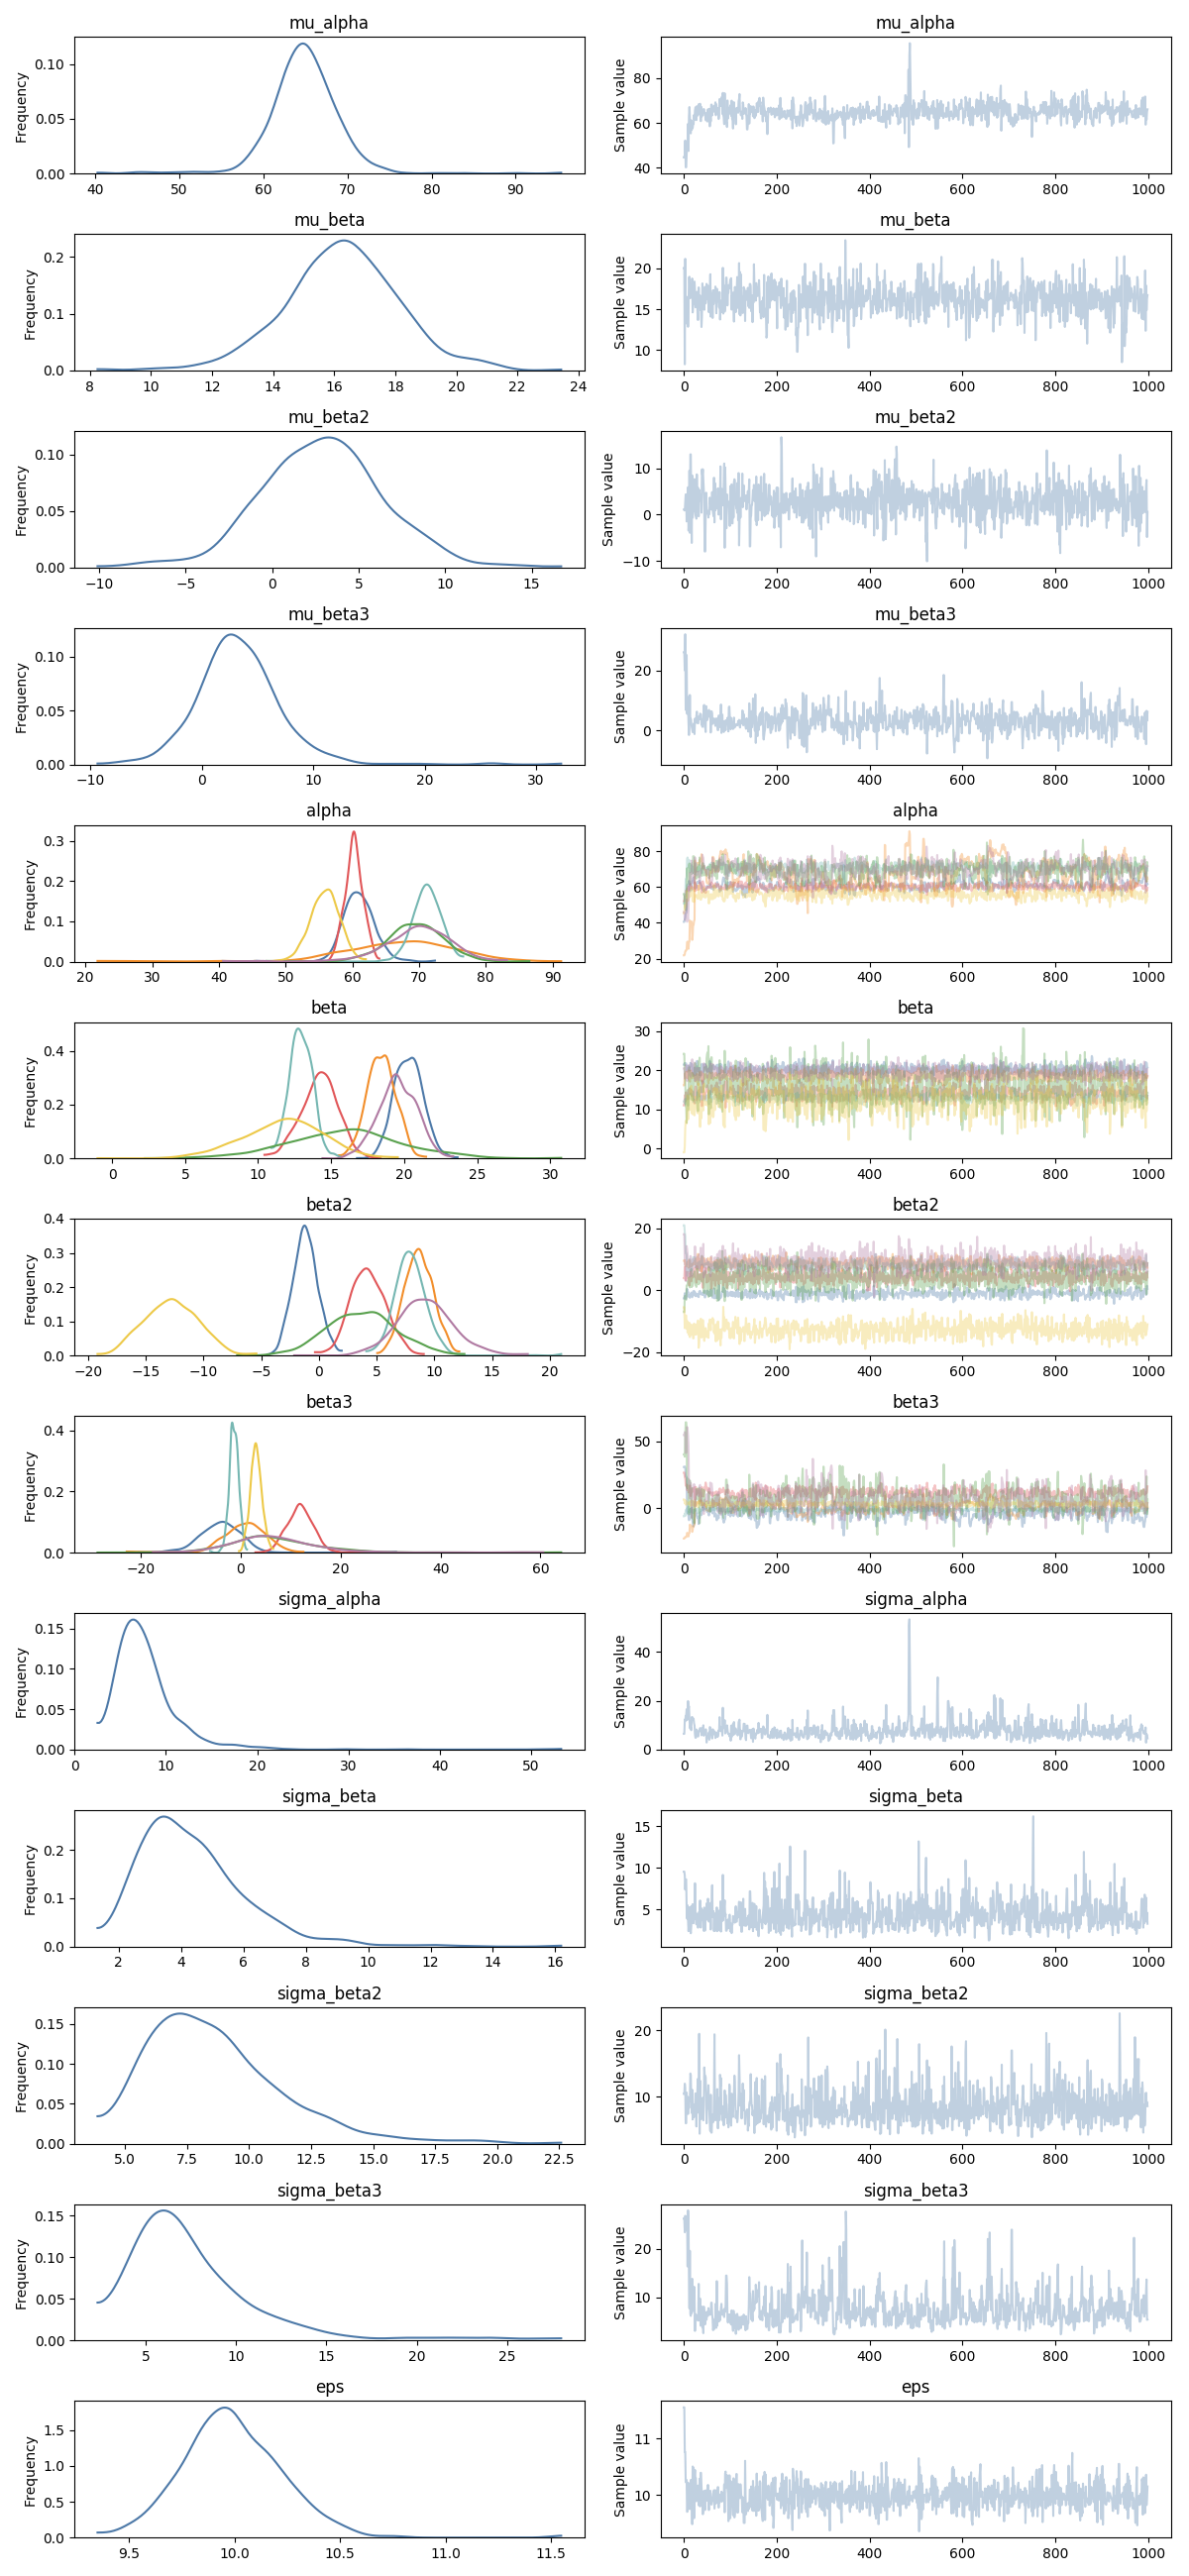 mu_alpha mu_alpha
Frequency 0.10 0.05 0.00 Sample value 80 60 40
40 50 60 70 80 90 0 200 400 600 800 1000
mu_beta mu_beta
Frequency 0.2 0.1 0.0 Sample value 20 15 10
8 10 12 14 16 18 20 22 24 0 200 400 600 800 1000
mu_beta2 mu_beta2
Frequency 0.10 0.05 0.00 Sample value 10 0 −10
−10 −5 0 5 10 15 0 200 400 600 800 1000
mu_beta3 mu_beta3
Frequency 0.10 0.05 0.00 Sample value 20 0
−10 0 10 20 30 0 200 400 600 800 1000
alpha alpha
Frequency 0.3 0.2 0.1 0.0 Sample value 80 60 40 20
20 30 40 50 60 70 80 90 0 200 400 600 800 1000
beta beta
Frequency 0.4 0.2 0.0 Sample value 30 20 10 0
0 5 10 15 20 25 30 0 200 400 600 800 1000
beta2 beta2
Frequency 0.4 0.3 0.2 0.1 0.0 Sample value 20 0 −20
−20 −15 −10 −5 0 5 10 15 20 0 200 400 600 800 1000
beta3 beta3
Frequency 0.4 0.2 0.0 Sample value 50 0
−20 0 20 40 60 0 200 400 600 800 1000
sigma_alpha sigma_alpha
Frequency 0.15 0.10 0.05 0.00 Sample value 40 20 0
0 10 20 30 40 50 0 200 400 600 800 1000
sigma_beta sigma_beta
Frequency 0.2 0.1 0.0 Sample value 15 10 5
2 4 6 8 10 12 14 16 0 200 400 600 800 1000
sigma_beta2 sigma_beta2
Frequency 0.15 0.10 0.05 0.00 Sample value 20 10
5.0 7.5 10.0 12.5 15.0 17.5 20.0 22.5 0 200 400 600 800 1000
sigma_beta3 sigma_beta3
Frequency 0.15 0.10 0.05 0.00 Sample value 20 10
5 10 15 20 25 0 200 400 600 800 1000
eps eps
Frequency 1.5 1.0 0.5 0.0 Sample value 11 10
9.5 10.0 10.5 11.0 11.5 0 200 400 600 800 1000